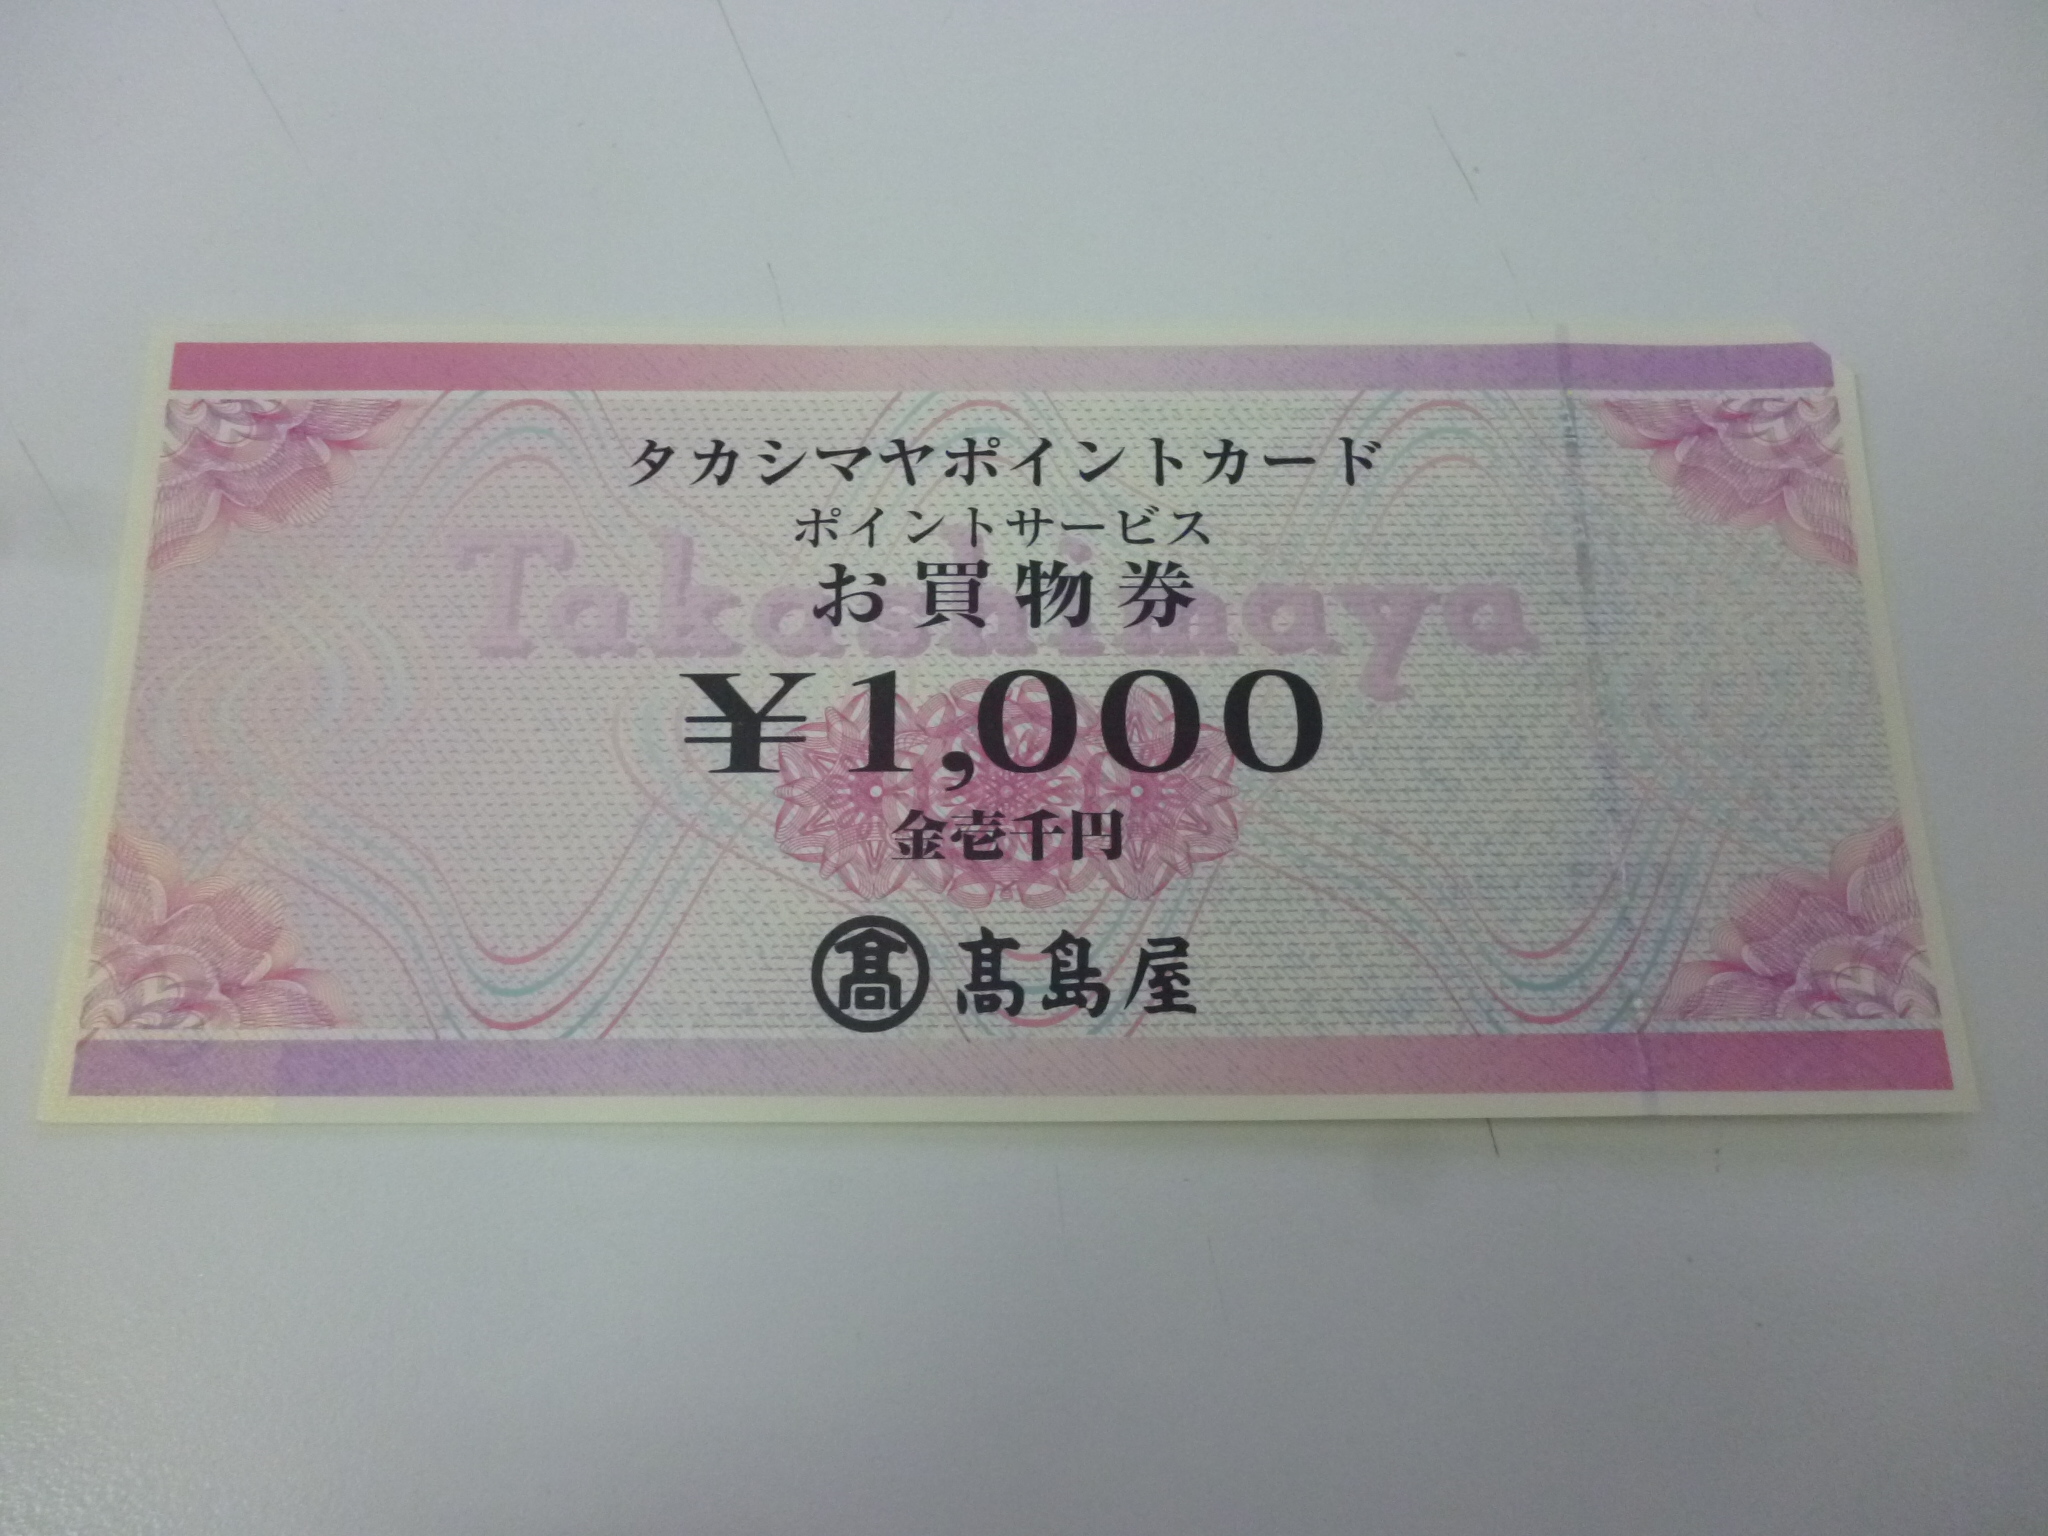 タカシマヤポイントカード
ポイントサービス
Takashimaya
お買物券
¥1,000
金壱千円
髙 髙島屋